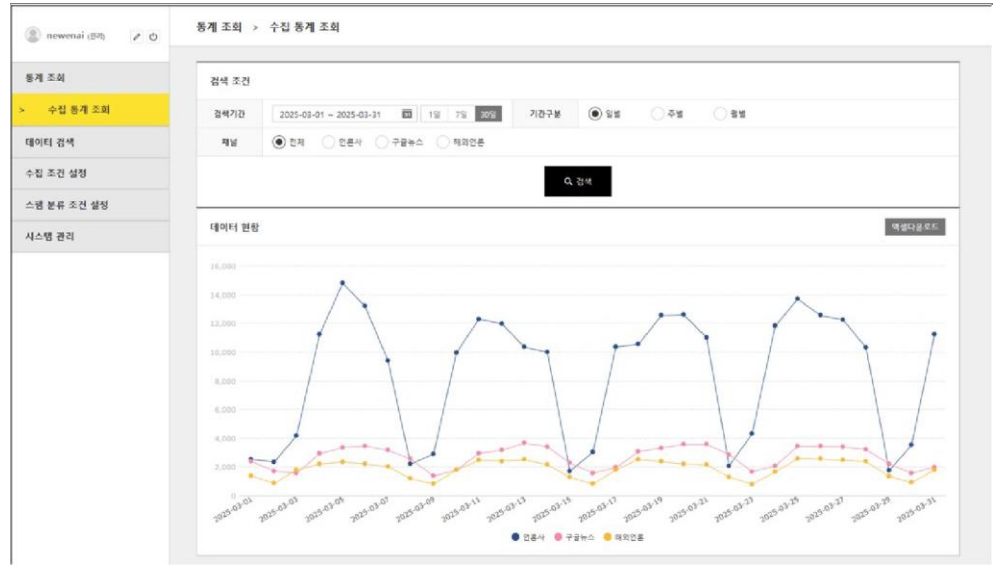 newenai (관리)
통계 조회
> 수집 통계 조회
데이터 검색
수집 조건 설정
스팸 분류 조건 설정
시스템 관리
통계 조회 > 수집 통계 조회
검색 조건
검색기간 2025-03-01 ~ 2025-03-31 1일 7일 30일 기간구분 일별 주별 월별
채널 전체 언론사 구글뉴스 해외언론
검색
데이터 현황 엑셀다운로드
16,000
14,000
12,000
10,000
8,000
6,000
4,000
2,000
0
2025-03-01 2025-03-03 2025-03-05 2025-03-07 2025-03-09 2025-03-11 2025-03-13 2025-03-15 2025-03-17 2025-03-19 2025-03-21 2025-03-23 2025-03-25 2025-03-27 2025-03-29 2025-03-31
언론사 구글뉴스 해외언론